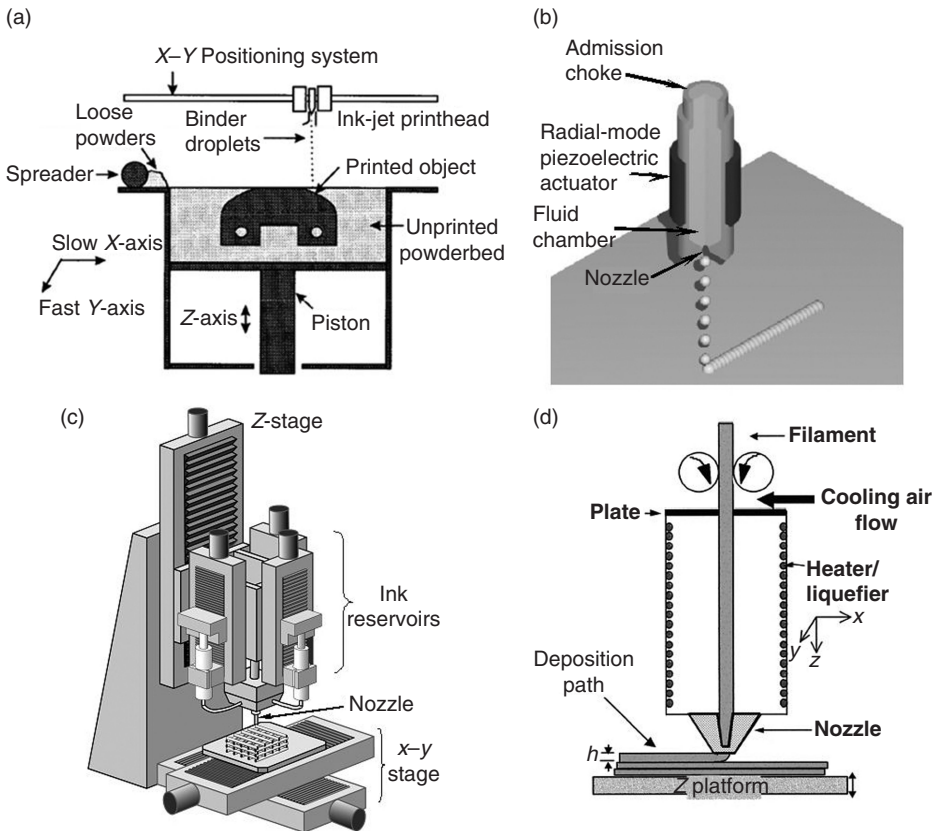 (a)
X–Y Positioning system
Loose
powders
Binder
droplets
Ink-jet printhead
Spreader
Printed object
Unprinted
powderbed
Slow X-axis
Fast Y-axis
Z-axis
Piston
(b)
Admission
choke
Radial-mode
piezoelectric
actuator
Fluid
chamber
Nozzle
(c)
Z-stage
Ink
reservoirs
Nozzle
x–y
stage
(d)
Filament
Cooling air
flow
Plate
Heater/
liquefier
x
y
z
Deposition
path
Nozzle
h
Z platform